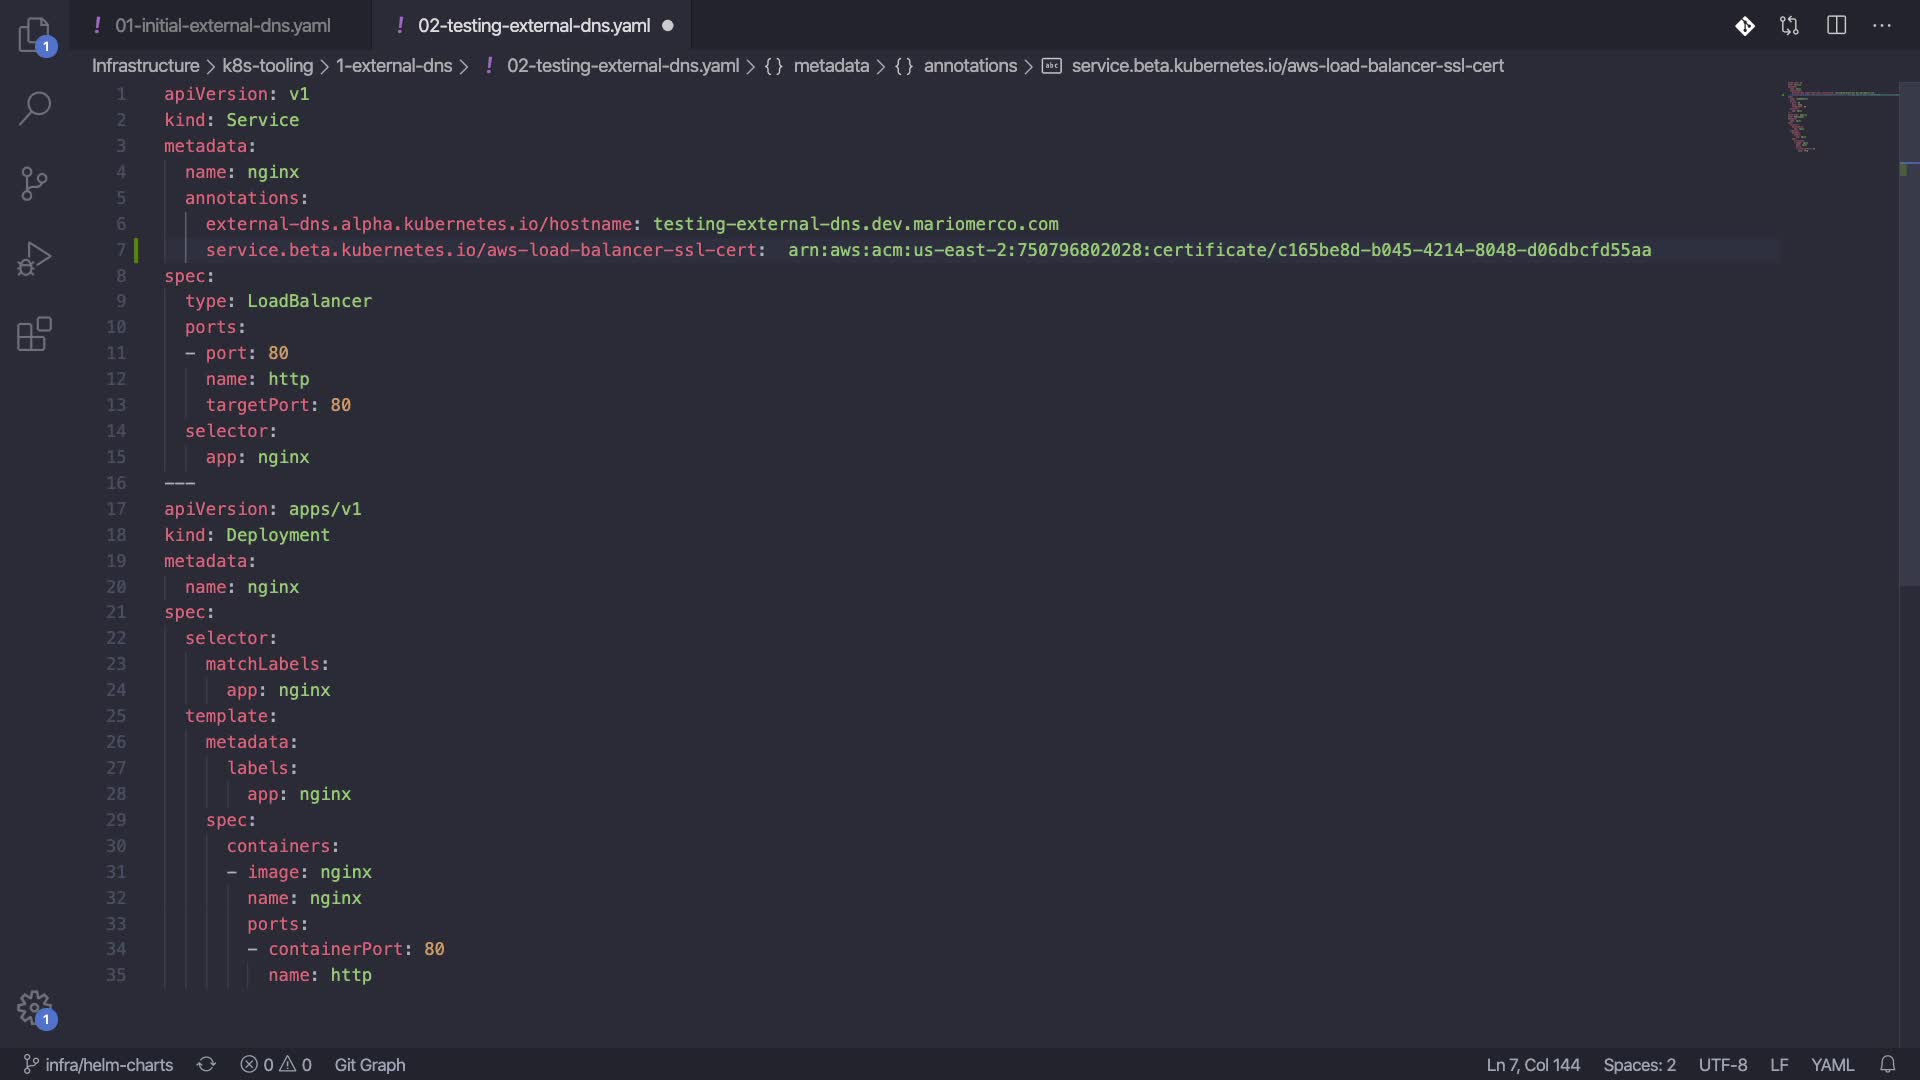 ! 01-initial-external-dns.yaml ! 02-testing-external-dns.yaml
1
Infrastructure > k8s-tooling > 1-external-dns > ! 02-testing-external-dns.yaml > {} metadata > {} annotations > abc service.beta.kubernetes.io/aws-load-balancer-ssl-cert
1 apiVersion: v1
2 kind: Service
3 metadata:
4   name: nginx
5   annotations:
6     external-dns.alpha.kubernetes.io/hostname: testing-external-dns.dev.mariomerco.com
7     service.beta.kubernetes.io/aws-load-balancer-ssl-cert:  arn:aws:acm:us-east-2:750796802028:certificate/c165be8d-b045-4214-8048-d06dbcfd55aa
8 spec:
9   type: LoadBalancer
10   ports:
11   - port: 80
12     name: http
13     targetPort: 80
14   selector:
15     app: nginx
16 ---
17 apiVersion: apps/v1
18 kind: Deployment
19 metadata:
20   name: nginx
21 spec:
22   selector:
23     matchLabels:
24       app: nginx
25   template:
26     metadata:
27       labels:
28         app: nginx
29     spec:
30       containers:
31       - image: nginx
32         name: nginx
33         ports:
34         - containerPort: 80
35           name: http
1
infra/helm-charts 0 0 Git Graph Ln 7, Col 144 Spaces: 2 UTF-8 LF YAML